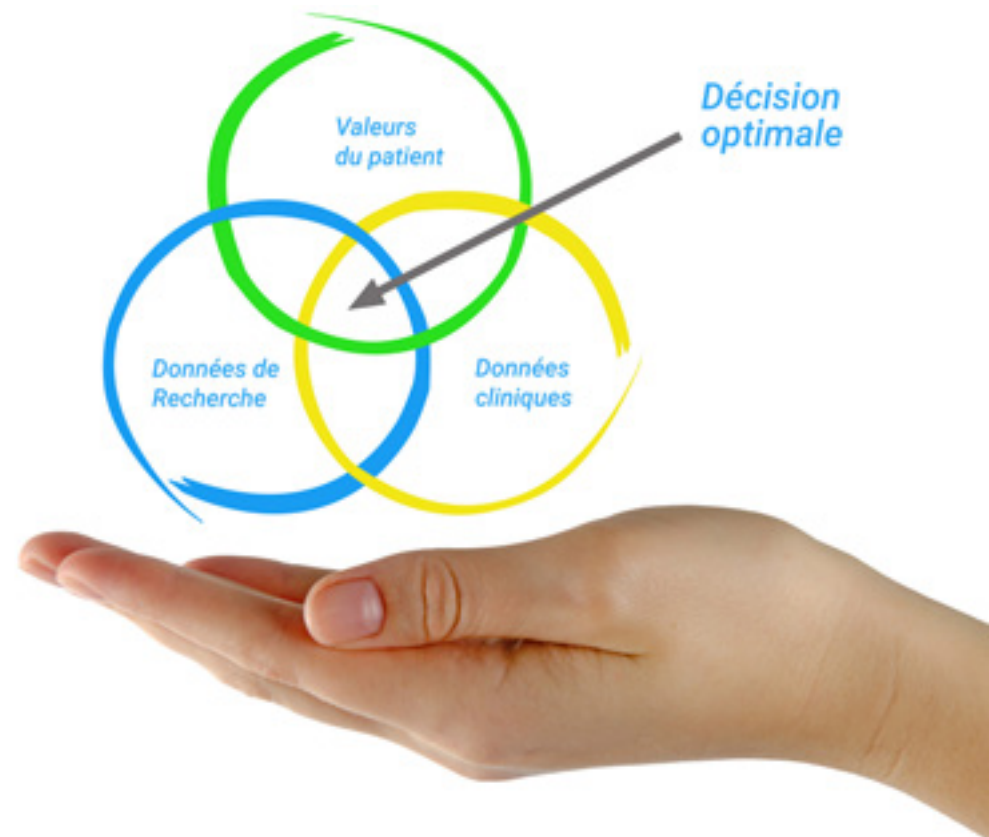 Valeurs
du patient
Décision
optimale
Données de
Recherche
Données
cliniques